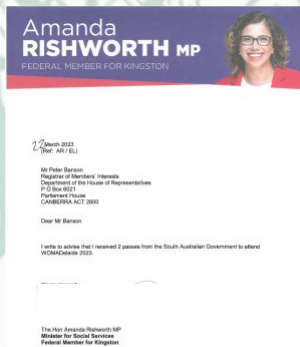 Amanda
RISHWORTH MP
FEDERAL MEMBER FOR KINGSTON
22 March 2023
(Ref: AR / EL)
Mr Peter Banson
Registrar of Members' Interests
Department of the House of Representatives
P O Box 6021
Parliament House
CANBERRA ACT 2600
Dear Mr Banson
I write to advise that I received 2 passes from the South Australian Government to attend
WOMADelaide 2023.
The Hon Amanda Rishworth MP
Minister for Social Services
Federal Member for Kingston